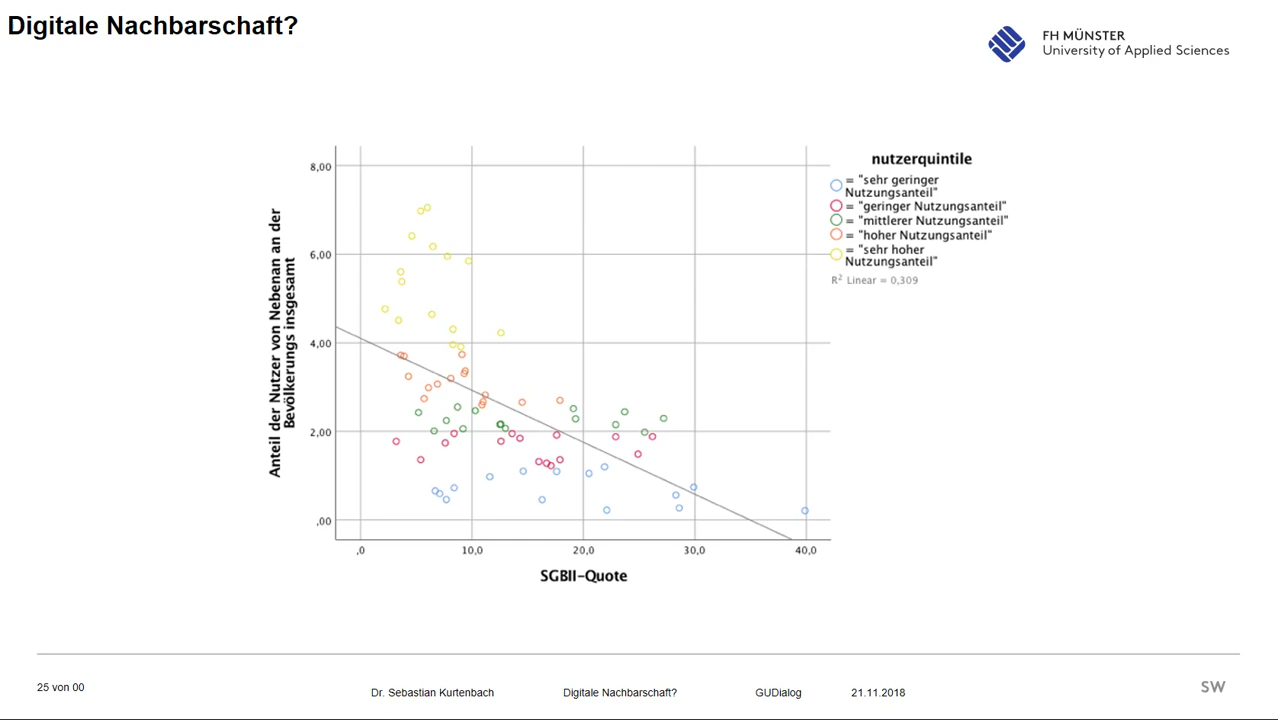 Digitale Nachbarschaft?
FH MÜNSTER
University of Applied Sciences
Anteil der Nutzer von Nebenan an der
Bevölkerungs insgesamt
8,00
6,00
4,00
2,00
,00
,0
10,0
20,0
30,0
40,0
SGBII-Quote
nutzerquintile
= "sehr geringer
Nutzungsanteil"
= "geringer Nutzungsanteil"
= "mittlerer Nutzungsanteil"
= "hoher Nutzungsanteil"
= "sehr hoher
Nutzungsanteil"
R² Linear = 0,309
25 von 00
Dr. Sebastian Kurtenbach
Digitale Nachbarschaft?
GUDialog
21.11.2018
SW